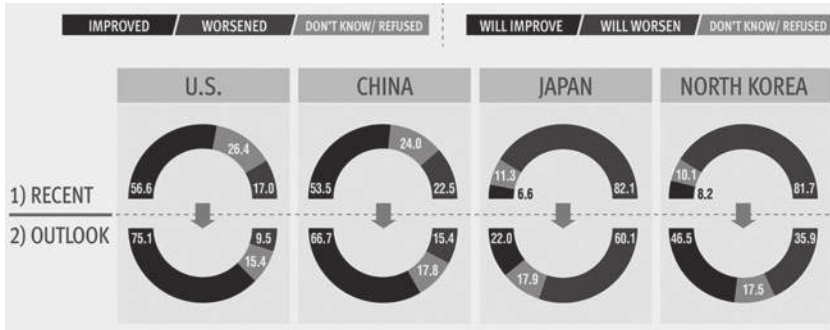 IMPROVED WORSENED DON'T KNOW/ REFUSED WILL IMPROVE WILL WORSEN DON'T KNOW/ REFUSED
U.S. CHINA JAPAN NORTH KOREA
26.4 24.0 11.3 10.1
1) RECENT 56.6 17.0 53.5 22.5 6.6 82.1 8.2 81.7
2) OUTLOOK 75.1 9.5 66.7 15.4 22.0 60.1 46.5 35.9
15.4 17.8 17.9 17.5